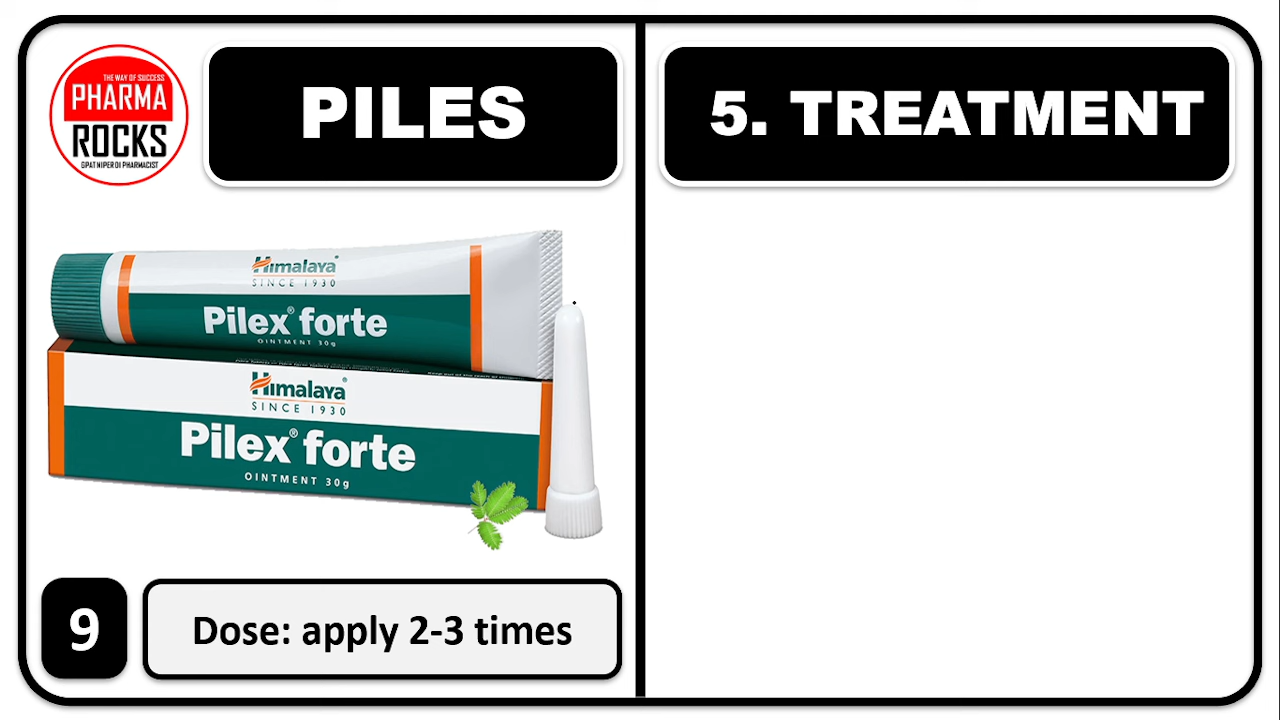 THE WAY OF SUCCESS
PHARMA
ROCKS
GPAT NIPER DI PHARMACIST
PILES
5. TREATMENT
Himalaya
SINCE 1930
Pilex® forte
OINTMENT 30g
Himalaya
SINCE 1930
Pilex® forte
OINTMENT 30g
9
Dose: apply 2-3 times